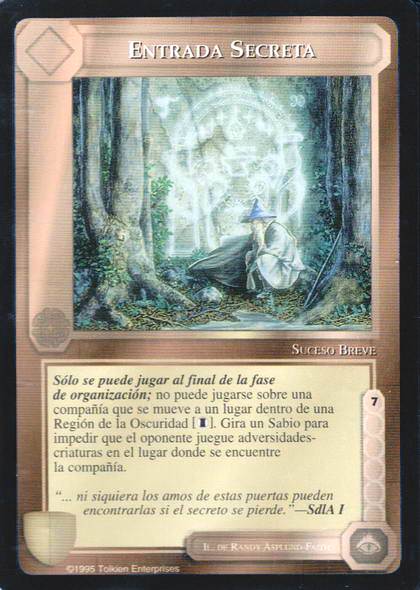 ENTRADA SECRETA
SUCESO BREVE
Sólo se puede jugar al final de la fase
de organización; no puede jugarse sobre una
compañía que se mueve a un lugar dentro de una
Región de la Oscuridad [ ]. Gira un Sabio para
impedir que el oponente juegue adversidades-
criaturas en el lugar donde se encuentre
la compañía.
7
"... ni siquiera los amos de estas puertas pueden
encontrarlas si el secreto se pierde."—SdlA I
IL. DE RANDY ASPLUND-FAITH
©1995 Tolkien Enterprises